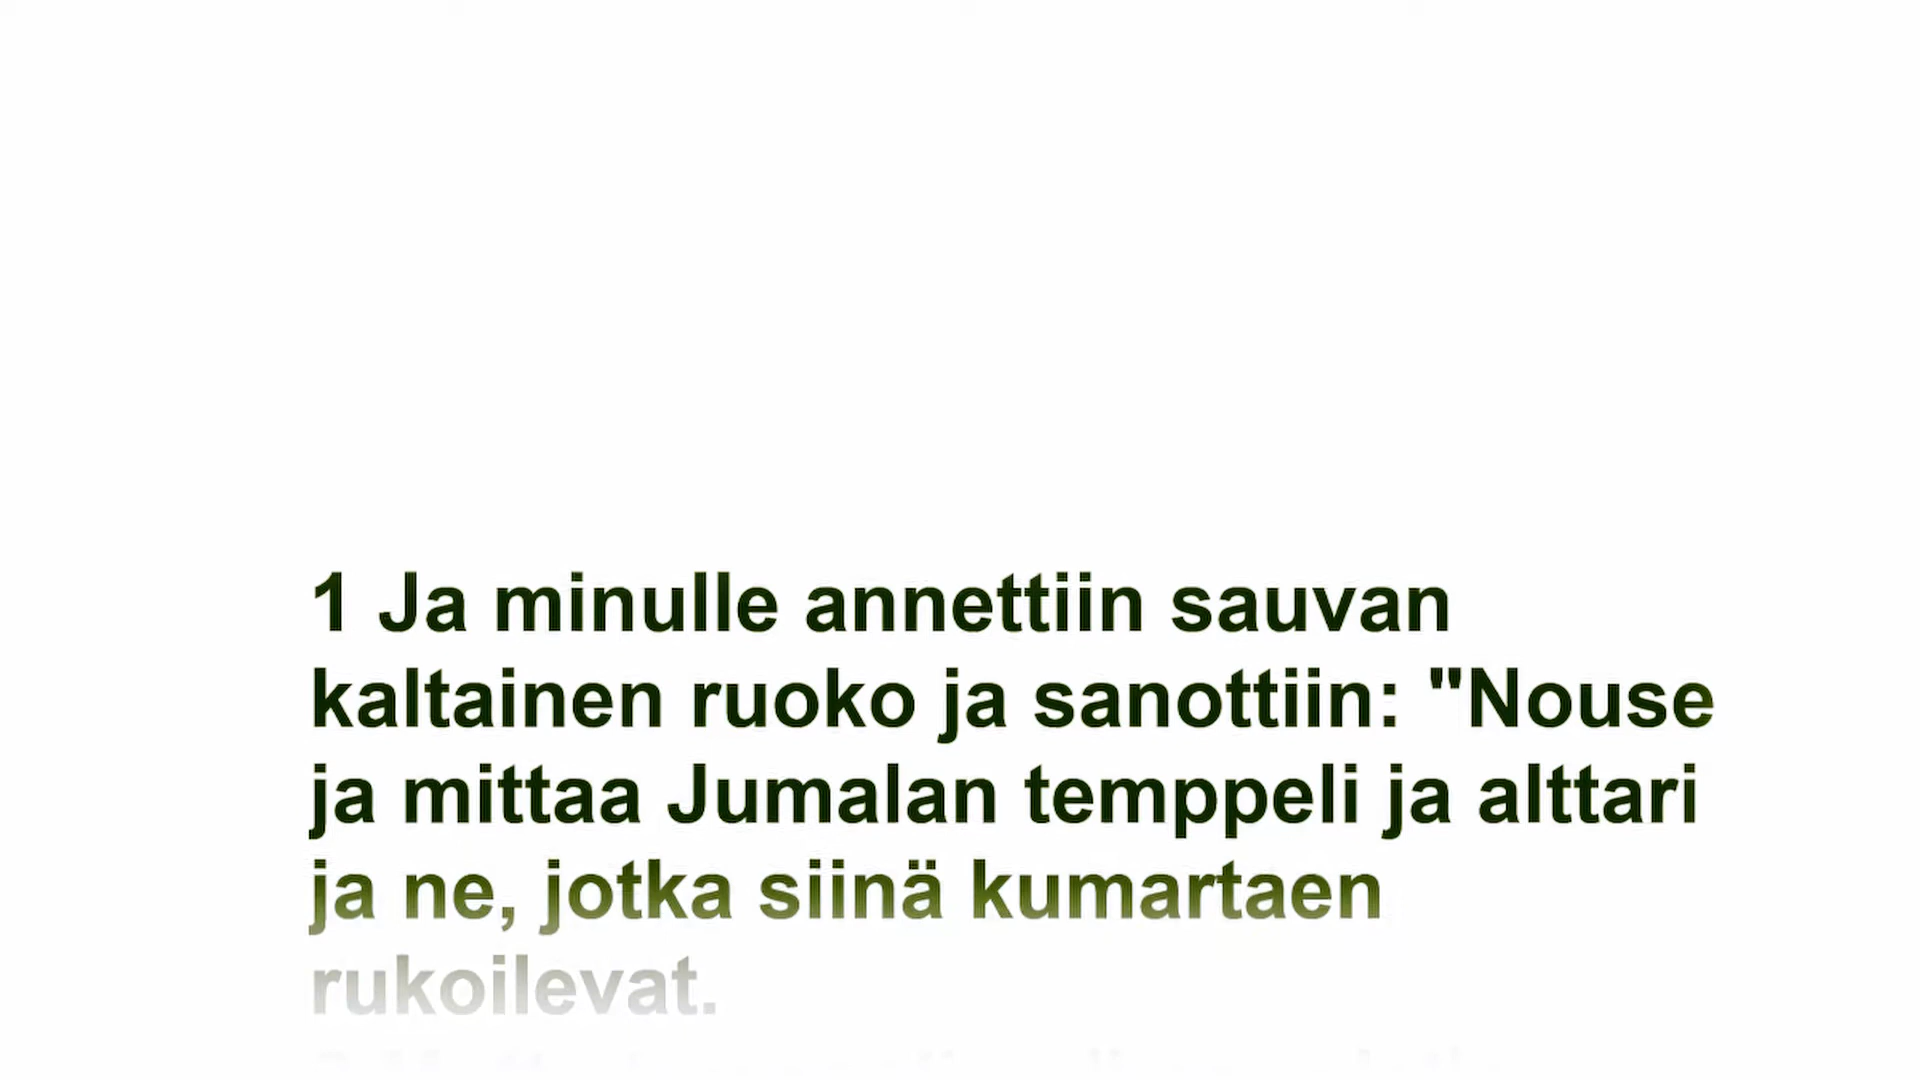 1 Ja minulle annettiin sauvan
kaltainen ruoko ja sanottiin: "Nouse
ja mittaa Jumalan temppeli ja alttari
ja ne, jotka siinä kumartaen
rukoilevat.